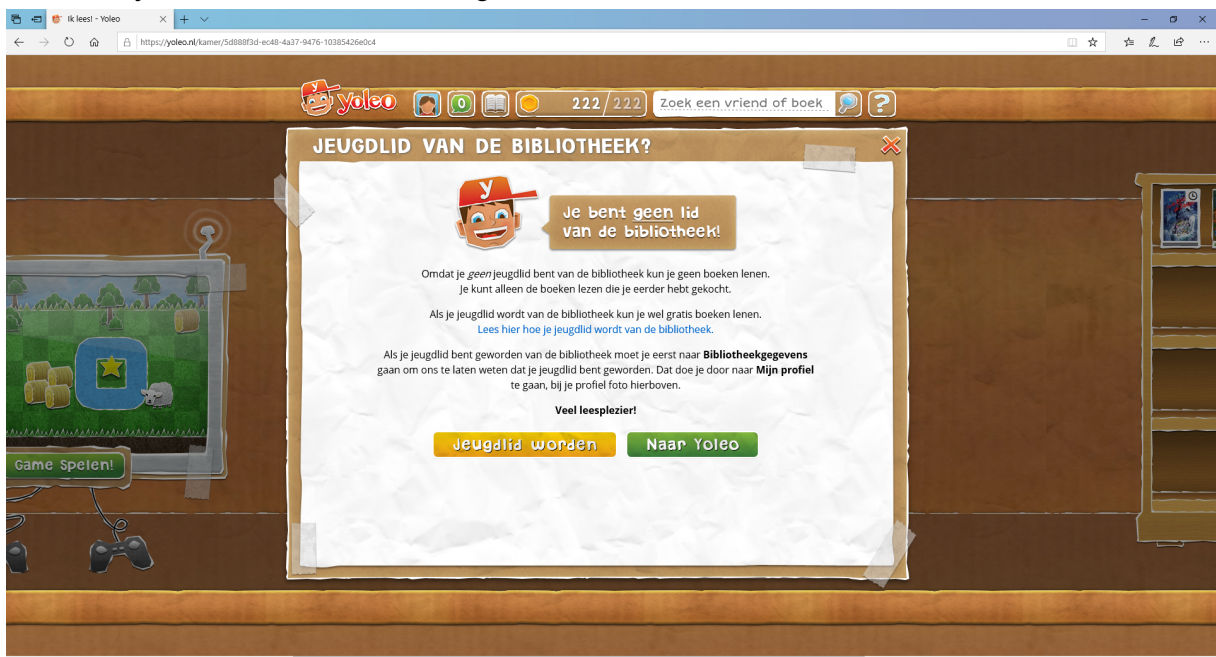 Ik lees! - Yoleo
https://yoleo.nl/kamer/5d888f3d-ec48-4a37-9476-10385426e0c4
y yoleo 0 222/222 Zoek een vriend of boek ?
JEUGDLID VAN DE BIBLIOTHEEK?
y
Je bent geen lid
van de bibliotheek!
Omdat je geen jeugdlid bent van de bibliotheek kun je geen boeken lenen.
Je kunt alleen de boeken lezen die je eerder hebt gekocht.
Als je jeugdlid wordt van de bibliotheek kun je wel gratis boeken lenen.
Lees hier hoe je jeugdlid wordt van de bibliotheek.
Als je jeugdlid bent geworden van de bibliotheek moet je eerst naar Bibliotheekgegevens
gaan om ons te laten weten dat je jeugdlid bent geworden. Dat doe je door naar Mijn profiel
te gaan, bij je profiel foto hierboven.
Veel leesplezier!
Jeugdlid worden Naar Yoleo
Game Spelen!